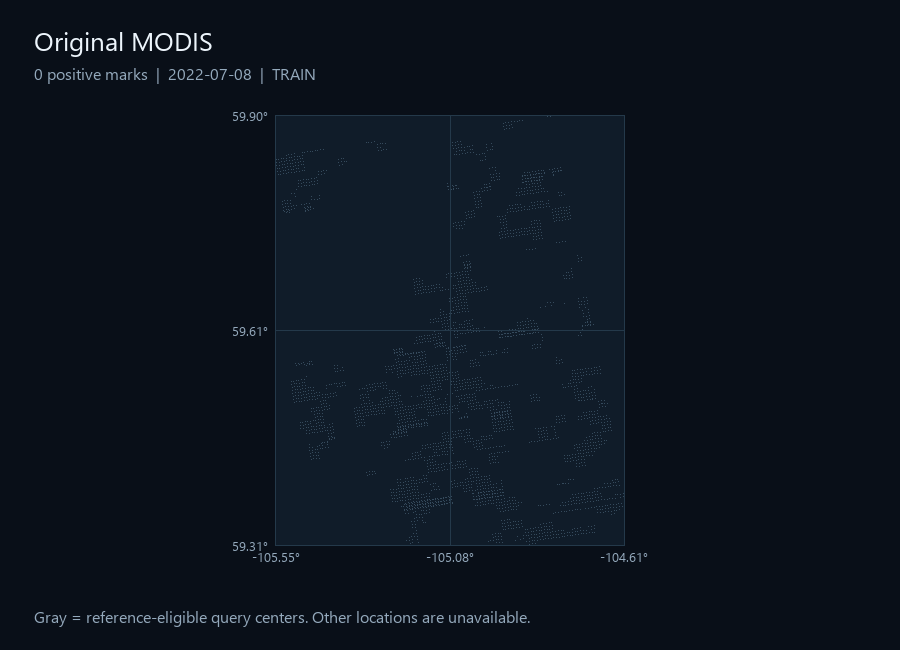 Original MODIS
0 positive marks | 2022-07-08 | TRAIN
59.90°
59.61°
59.31°
-105.55°
-105.08°
-104.61°
Gray = reference-eligible query centers. Other locations are unavailable.